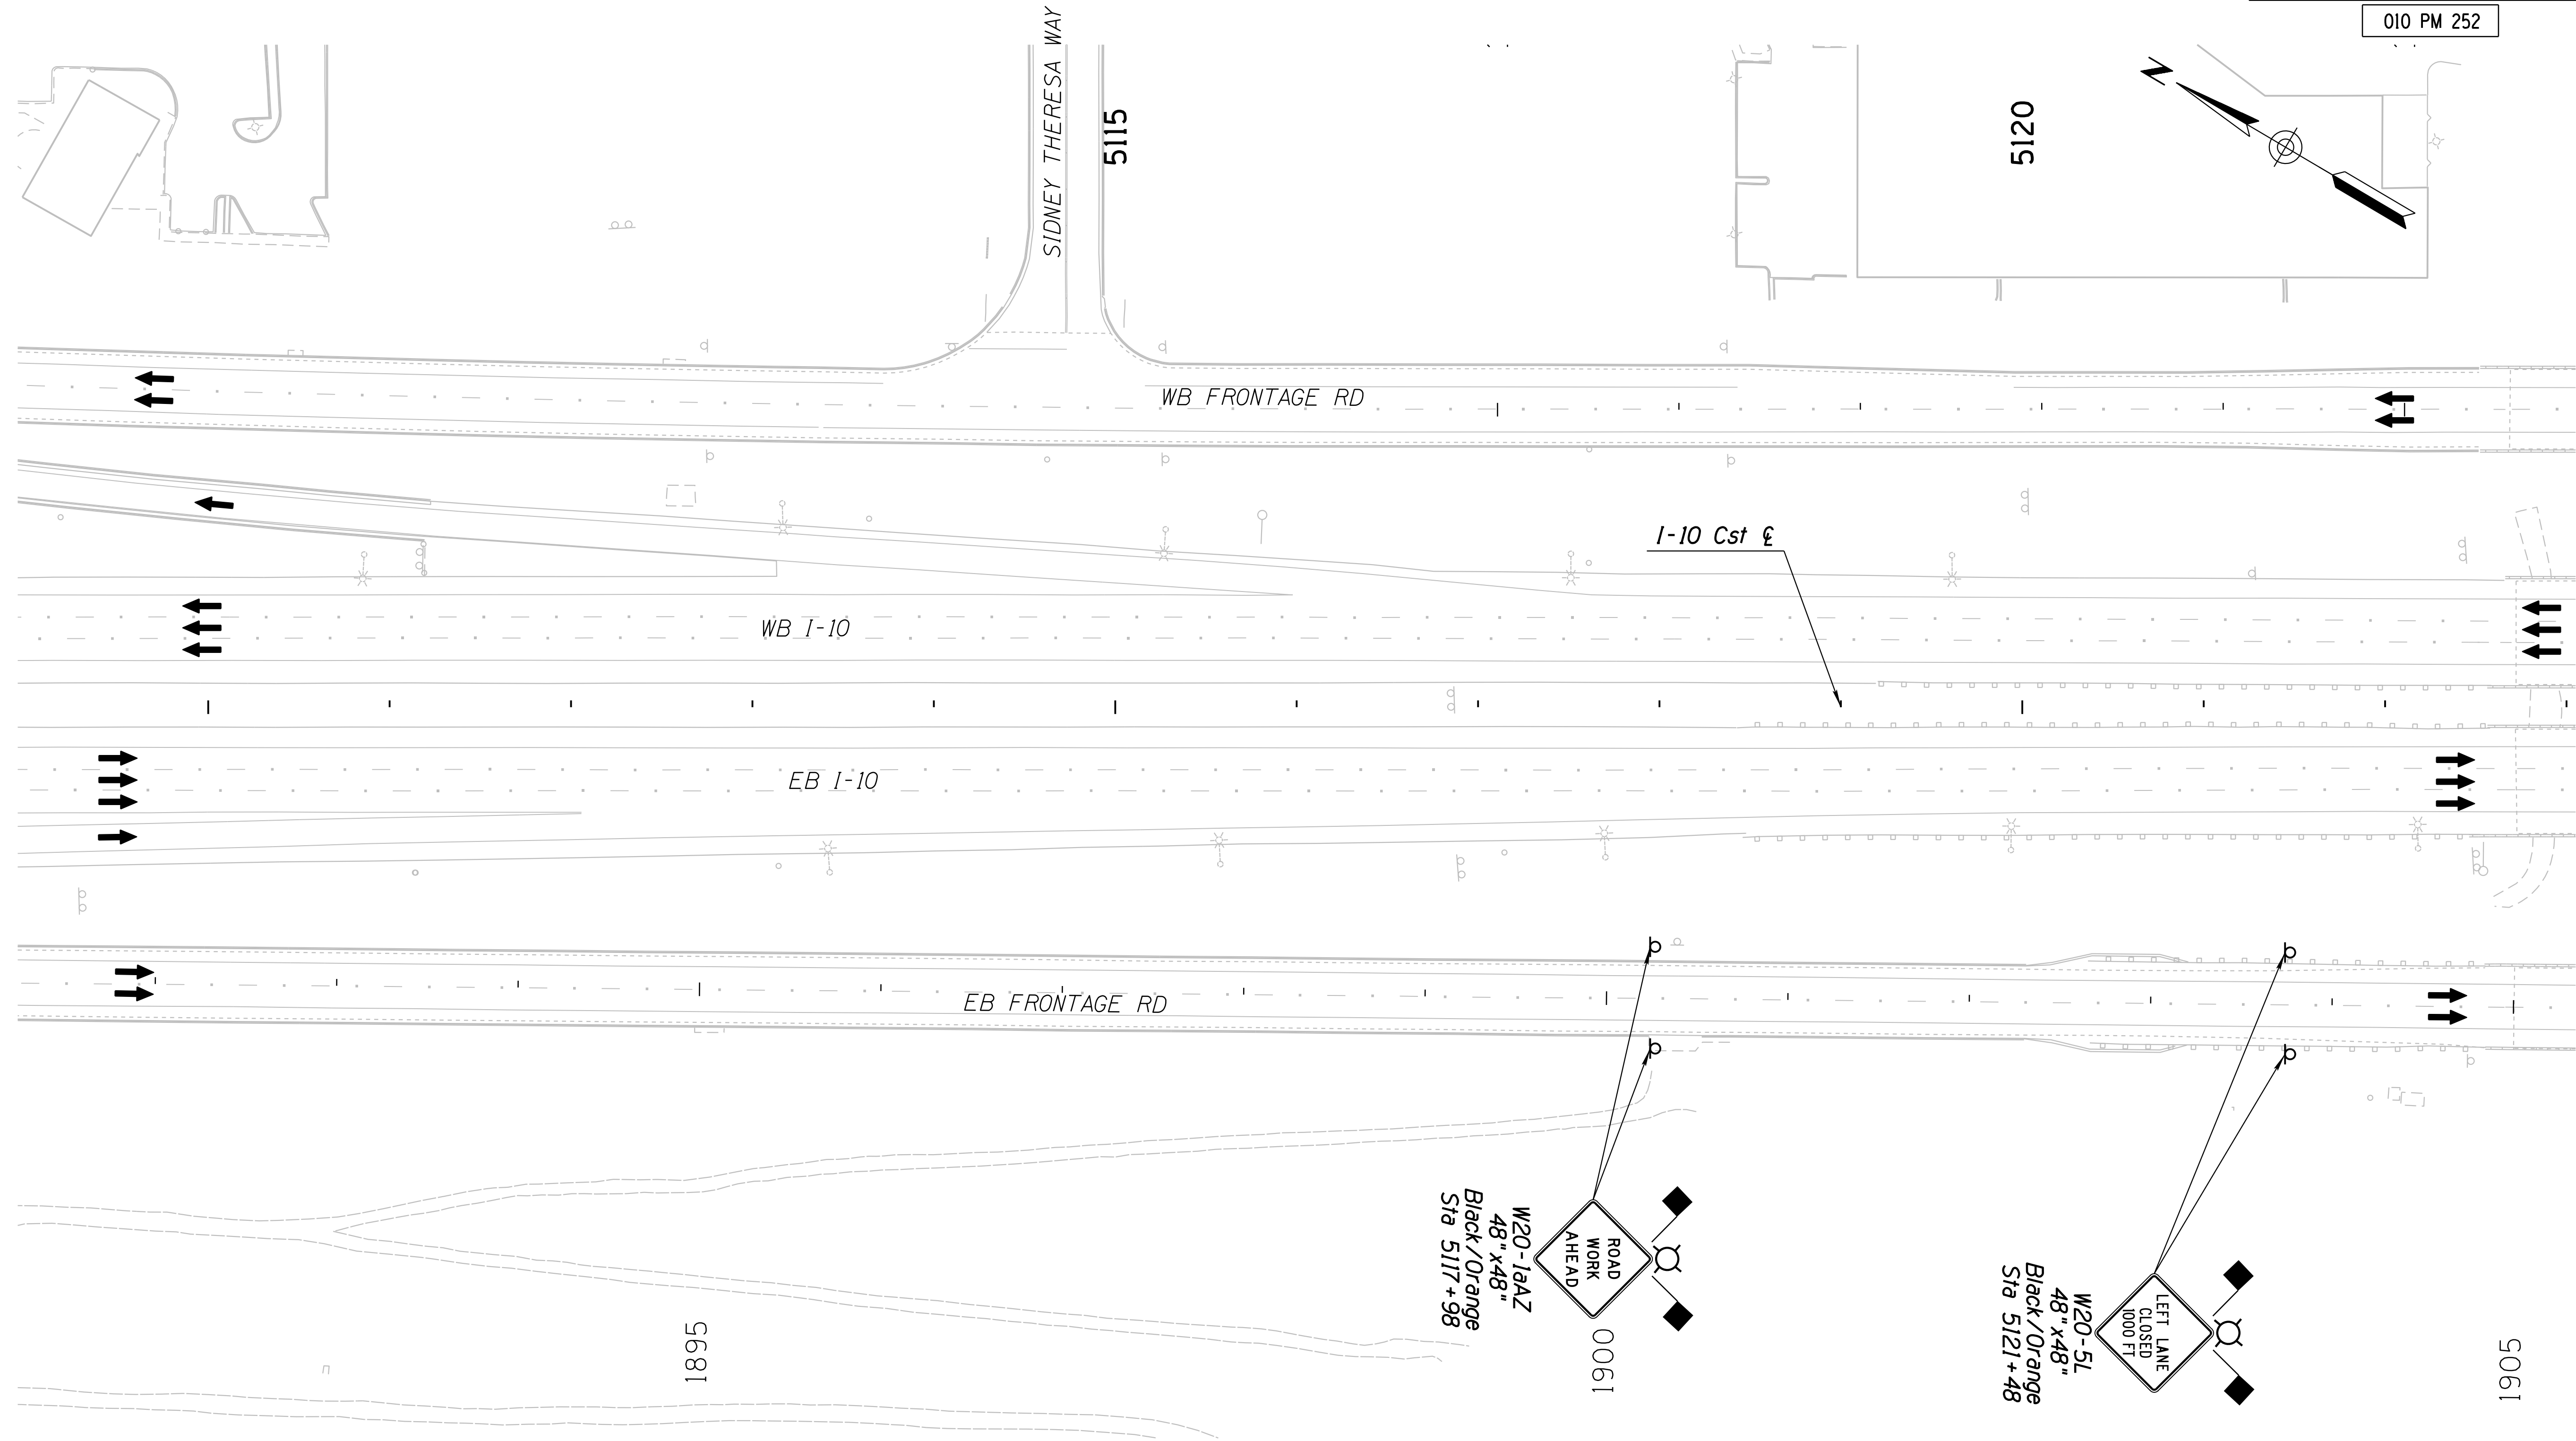 010 PM 252
SIDNEY THERESA WAY
5115
5120
N
WB FRONTAGE RD
I-10 Cst ℄
WB I-10
EB I-10
EB FRONTAGE RD
ROAD
WORK
AHEAD
W20-1aAZ
48"x48"
Black/Orange
Sta 5117+98
LEFT LANE
CLOSED
1000 FT
W20-5L
48"x48"
Black/Orange
Sta 5121+48
1895
1900
1905